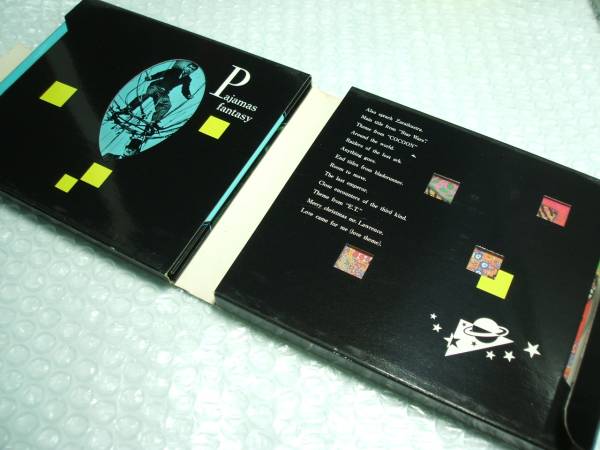 Pajamas
fantasy
Also sprach Zarathustra.
Main title from "Star Wars".
Theme from "COCOON"
Around the world.
Raiders of the lost ark.
Anything goes.
End titles from bladerunner.
Room to move.
The last emperor.
Close encounters of the third kind.
Theme from "E.T."
Merry christmas mr. Lawrence.
Love came for me (love theme).